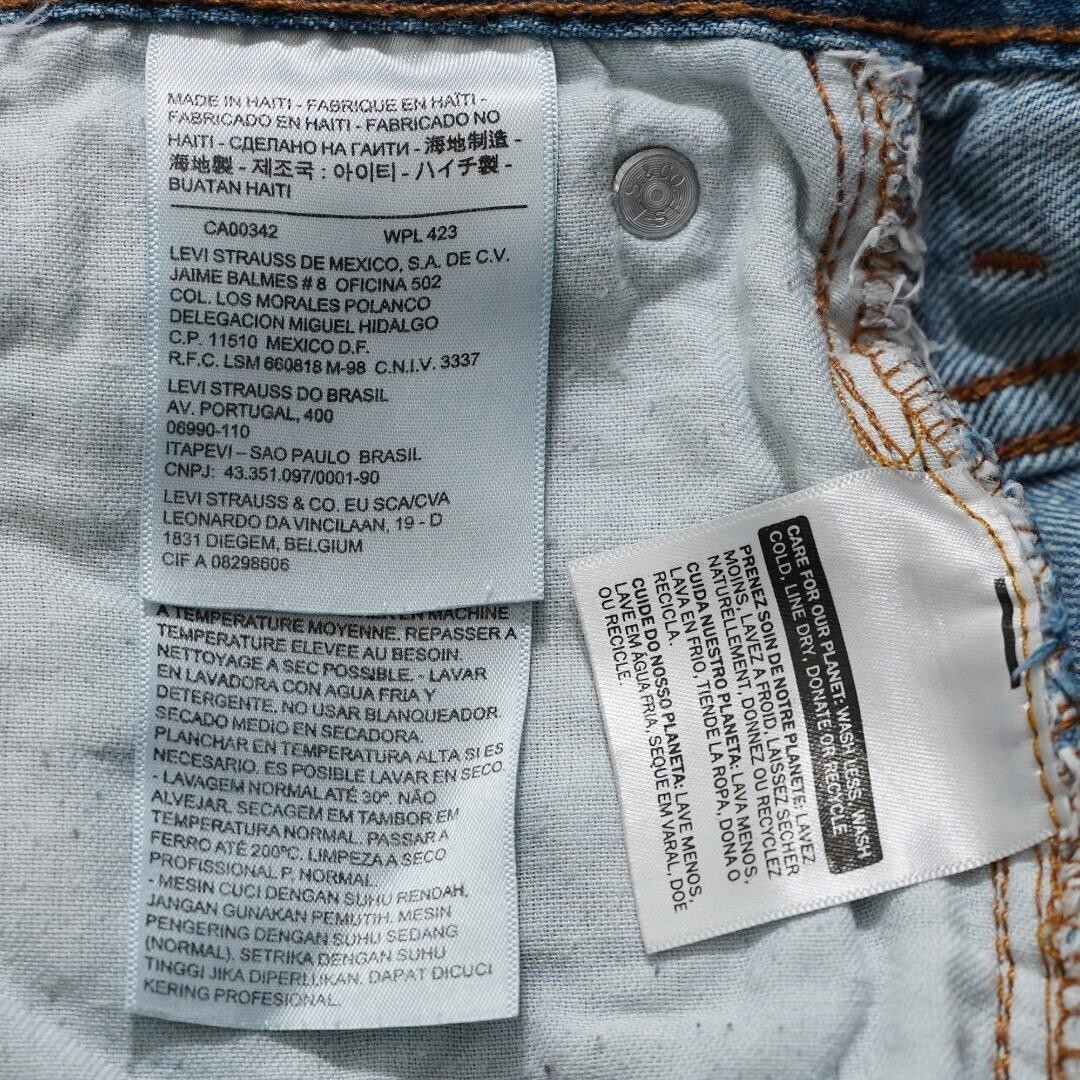 MADE IN HAITI - FABRIQUE EN HAÏTI -
FABRICADO EN HAITI - FABRICADO NO
HAITI - СДЕЛАНО НА ГАИТИ - 海地制造 -
海地製 - 제조국 : 아이티 - ハイチ製 -
BUATAN HAITI
CA00342 WPL 423
LEVI STRAUSS DE MEXICO, S.A. DE C.V.
JAIME BALMES # 8 OFICINA 502
COL. LOS MORALES POLANCO
DELEGACION MIGUEL HIDALGO
C.P. 11510 MEXICO D.F.
R.F.C. LSM 660818 M-98 C.N.I.V. 3337
LEVI STRAUSS DO BRASIL
AV. PORTUGAL, 400
06990-110
ITAPEVI – SAO PAULO BRASIL
CNPJ: 43.351.097/0001-90
LEVI STRAUSS & CO. EU SCA/CVA
LEONARDO DA VINCILAAN, 19 - D
1831 DIEGEM, BELGIUM
CIF A 08298606
EN MACHINE
A TEMPERATURE MOYENNE. REPASSER A
TEMPERATURE ELEVEE AU BESOIN.
NETTOYAGE A SEC POSSIBLE. - LAVAR
EN LAVADORA CON AGUA FRIA Y
DETERGENTE. NO USAR BLANQUEADOR.
SECADO MEDIO EN SECADORA.
PLANCHAR EN TEMPERATURA ALTA SI ES
NECESARIO. ES POSIBLE LAVAR EN SECO.
- LAVAGEM NORMAL ATÉ 30º. NÃO
ALVEJAR. SECAGEM EM TAMBOR EM
TEMPERATURA NORMAL. PASSAR A
FERRO ATÉ 200ºC. LIMPEZA A SECO
PROFISSIONAL P. NORMAL.
- MESIN CUCI DENGAN SUHU RENDAH,
JANGAN GUNAKAN PEMUTIH. MESIN
PENGERING DENGAN SUHU SEDANG
(NORMAL). SETRIKA DENGAN SUHU
TINGGI JIKA DIPERLUKAN. DAPAT DICUCI
KERING PROFESIONAL.
CARE FOR OUR PLANET: WASH LESS, WASH
COLD, LINE DRY, DONATE OR RECYCLE
PRENEZ SOIN DE NOTRE PLANETE: LAVEZ
MOINS, LAVEZ A FROID, LAISSEZ SECHER
NATURELLEMENT, DONNEZ OU RECYCLEZ
CUIDA NUESTRO PLANETA: LAVA MENOS,
LAVA EN FRIO, TIENDE LA ROPA, DONA O
RECICLA.
CUIDE DO NOSSO PLANETA: LAVE MENOS,
LAVE EM ÁGUA FRIA, SEQUE EM VARAL, DOE
OU RECICLE.